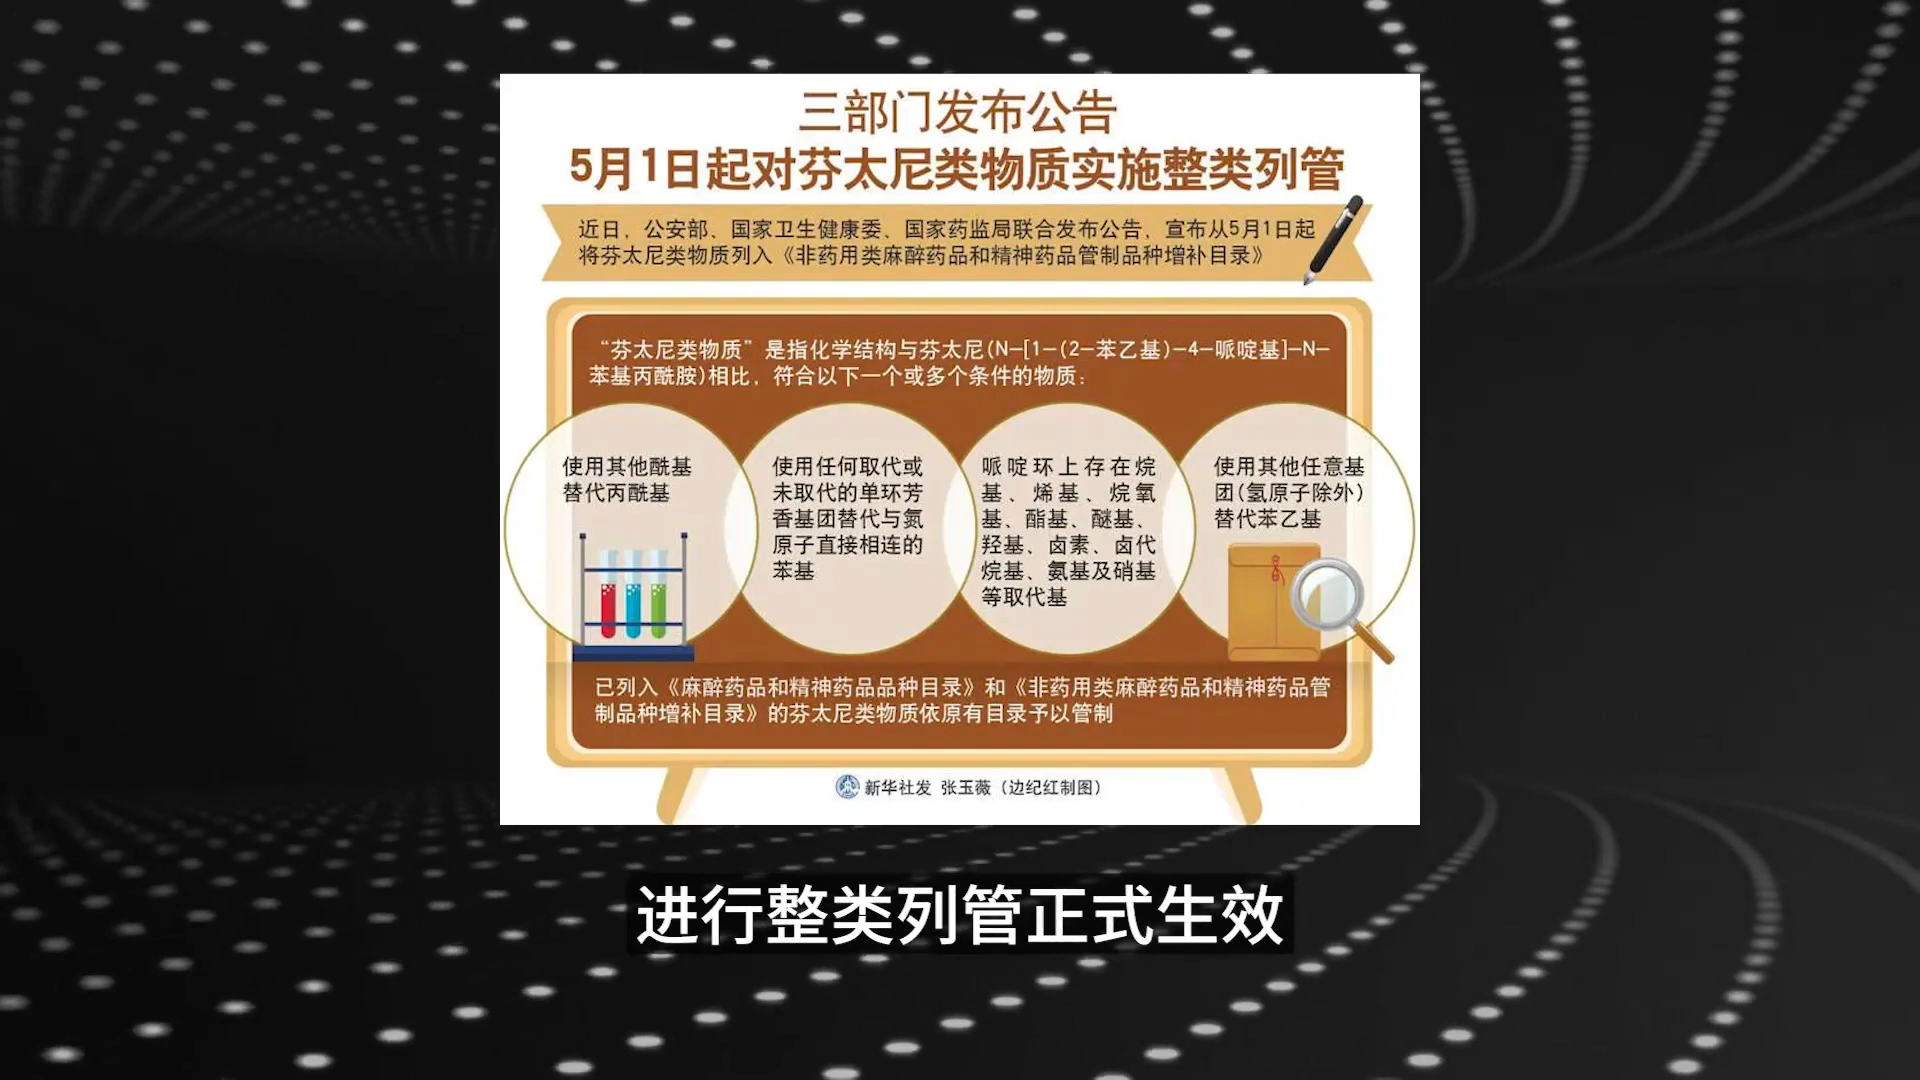 三部门发布公告
5月1日起对芬太尼类物质实施整类列管
近日，公安部、国家卫生健康委、国家药监局联合发布公告，宣布从5月1日起
将芬太尼类物质列入《非药用类麻醉药品和精神药品管制品种增补目录》
“芬太尼类物质”是指化学结构与芬太尼(N-[1-(2-苯乙基)-4-哌啶基]-N-
苯基丙酰胺)相比，符合以下一个或多个条件的物质：
使用其他酰基
替代丙酰基
使用任何取代或
未取代的单环芳
香基团替代与氮
原子直接相连的
苯基
哌啶环上存在烷
基、烯基、烷氧
基、酯基、醚基、
羟基、卤素、卤代
烷基、氨基及硝基
等取代基
使用其他任意基
团(氢原子除外)
替代苯乙基
已列入《麻醉药品和精神药品品种目录》和《非药用类麻醉药品和精神药品管
制品种增补目录》的芬太尼类物质依原有目录予以管制
新华社发 张玉薇（边纪红制图）
进行整类列管正式生效